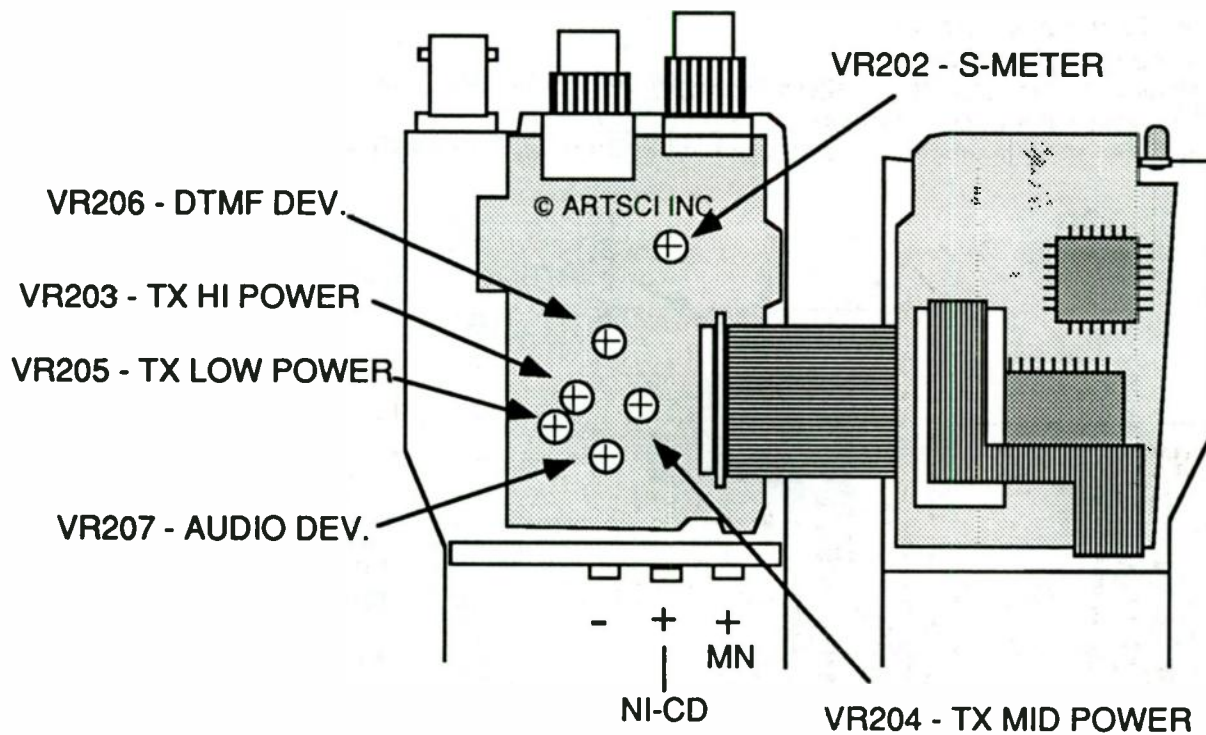 VR202 - S-METER
VR206 - DTMF DEV.
© ARTSCI INC
VR203 - TX HI POWER
VR205 - TX LOW POWER
VR207 - AUDIO DEV.
- + +
MN
NI-CD
VR204 - TX MID POWER